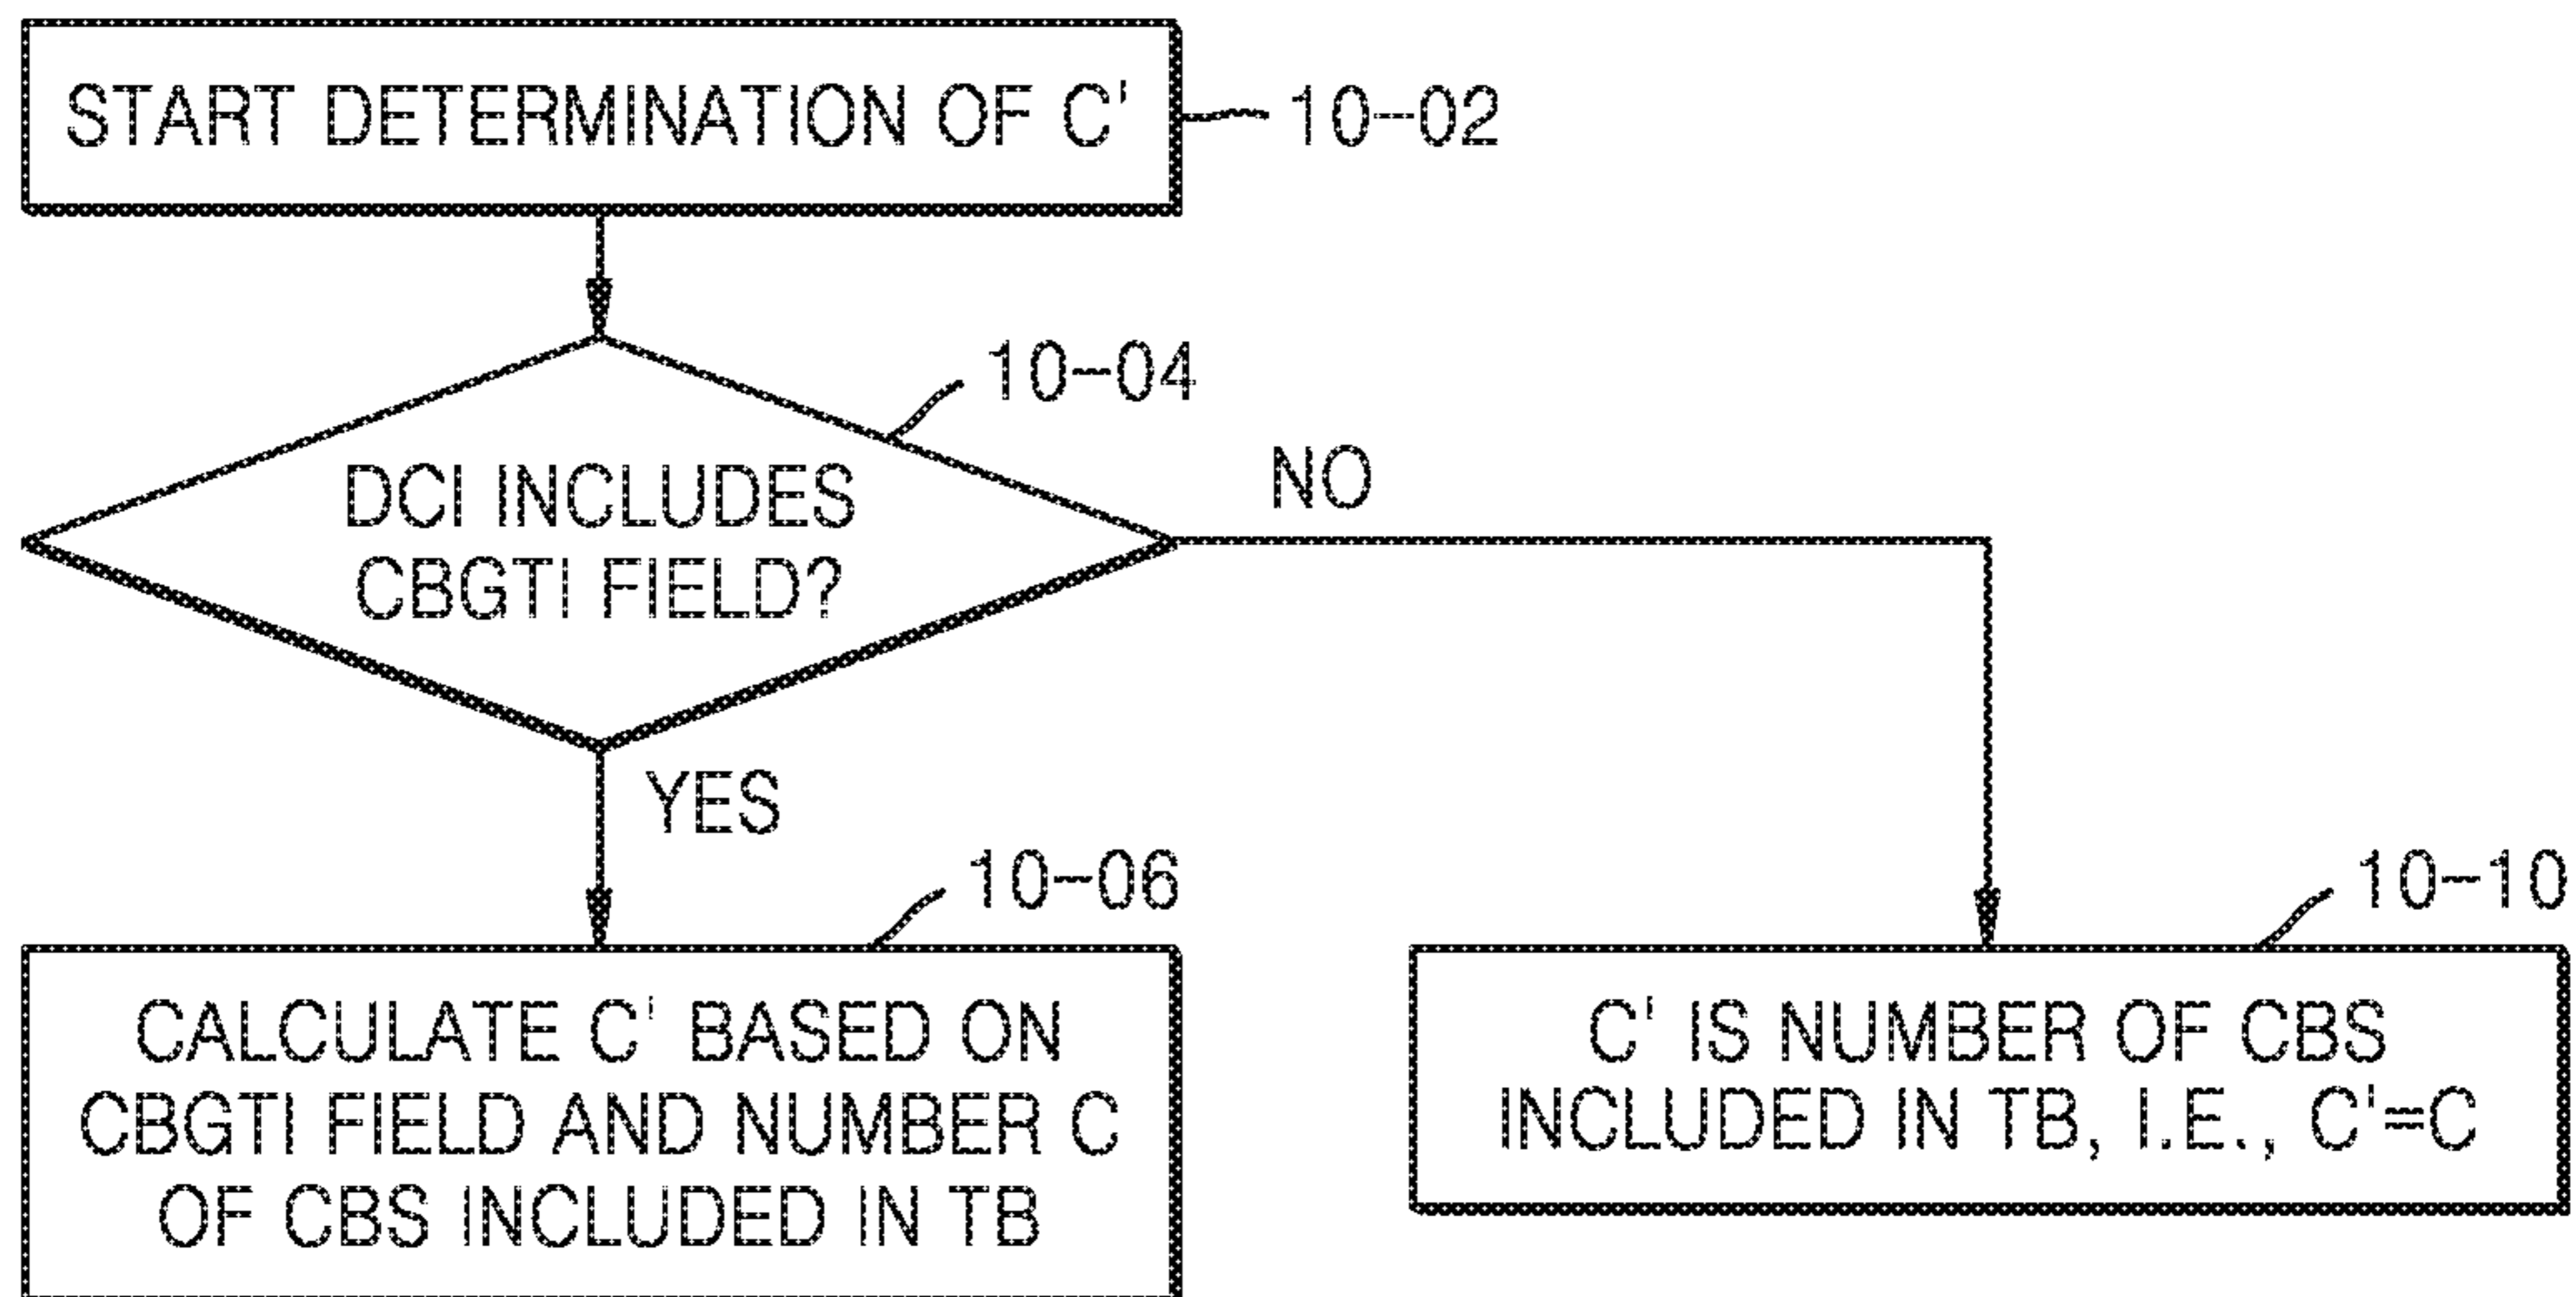 START DETERMINATION OF C'
10-02
10-04
DCI INCLUDES
CBGTI FIELD?
NO
YES
10-06
CALCULATE C' BASED ON
CBGTI FIELD AND NUMBER C
OF CBS INCLUDED IN TB
10-10
C' IS NUMBER OF CBS
INCLUDED IN TB, I.E., C'=C